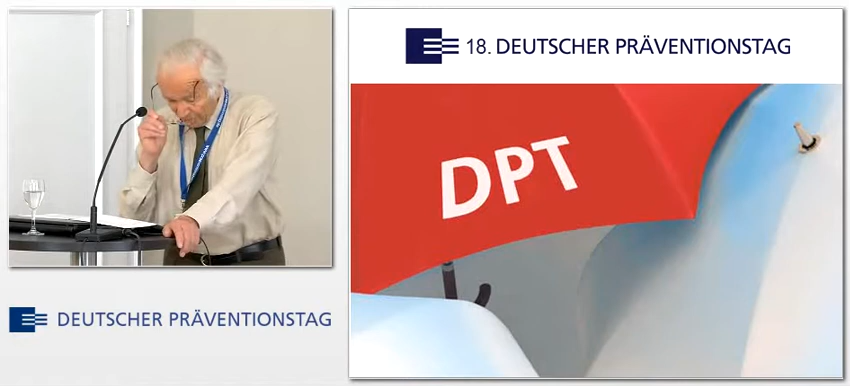 18. DEUTSCHER PRÄVENTIONSTAG
DPT
DEUTSCHER PRÄVENTIONSTAG